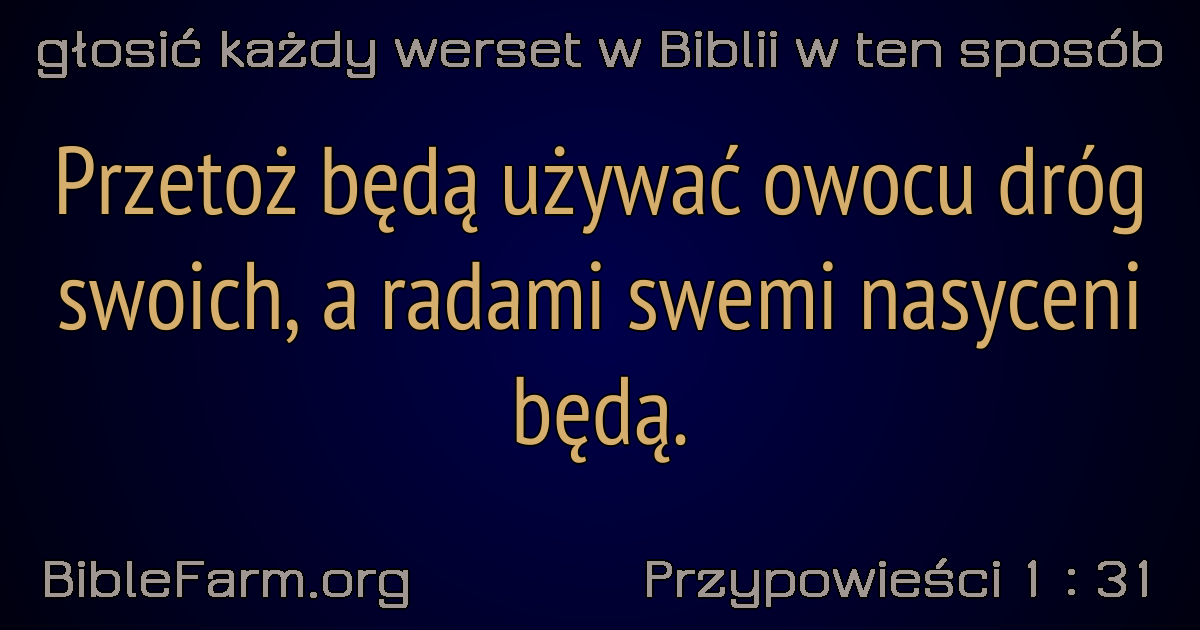 głosić każdy werset w Biblii w ten sposób
Przetoż będą używać owocu dróg
swoich, a radami swemi nasyceni
będą.
BibleFarm.org
Przypowieści 1 : 31